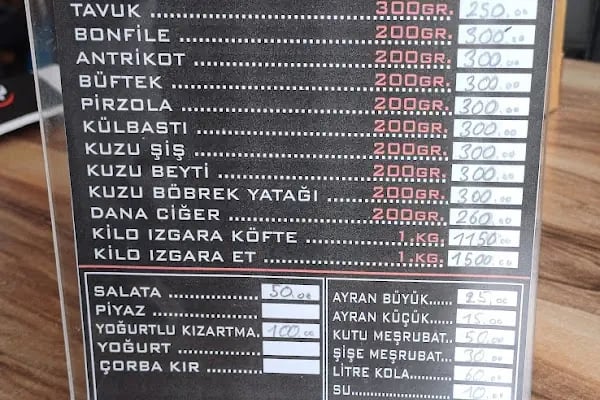 TAVUK 300GR. 250.00
BONFİLE 200GR. 300.00
ANTRİKOT 200GR. 300.00
BÜFTEK 200GR. 300.00
PİRZOLA 200GR. 300.00
KÜLBASTI 200GR. 300.00
KUZU ŞİŞ 200GR. 300.00
KUZU BEYTİ 200GR. 300.00
KUZU BÖBREK YATAĞI 200GR. 300.00
DANA CİĞER 200GR. 260.00
KİLO IZGARA KÖFTE 1.KG. 1150.00
KİLO IZGARA ET 1.KG. 1500.00
SALATA 50.00
PİYAZ
YOĞURTLU KIZARTMA. 100.00
YOĞURT
ÇORBA KIR
AYRAN BÜYÜK 25.00
AYRAN KÜÇÜK 15.00
KUTU MEŞRUBAT 50.00
ŞİŞE MEŞRUBAT 30.00
LİTRE KOLA 60.00
SU 10.00